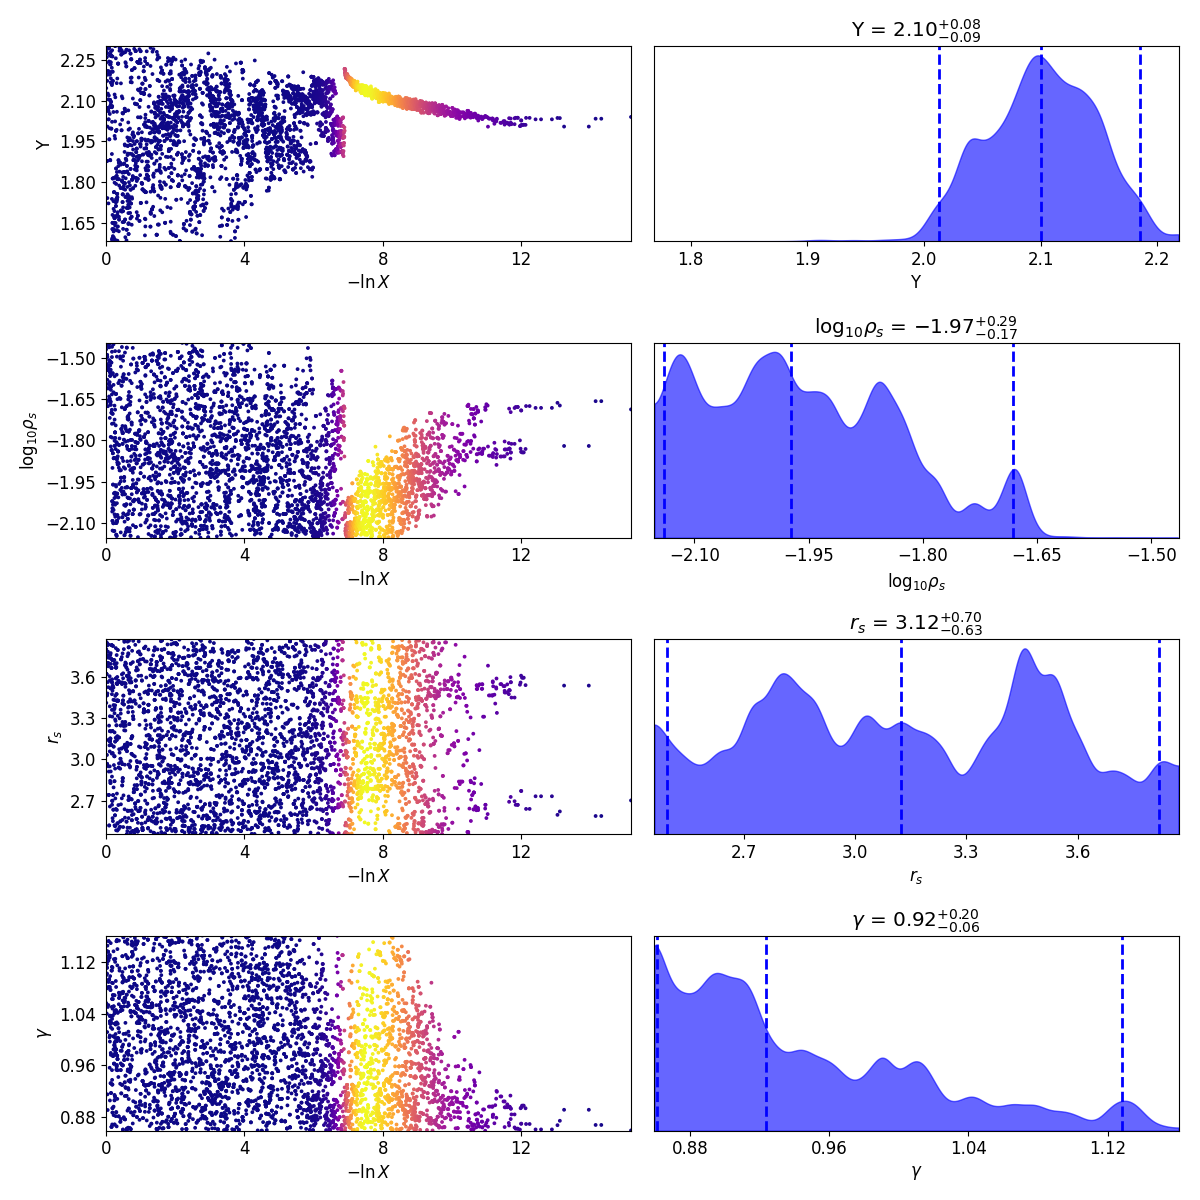 Y = 2.10+0.08 −0.09
2.25
2.10
1.95
1.80
1.65
Y
0 4 8 12
−ln X
1.8 1.9 2.0 2.1 2.2
Y
log10ρs = −1.97+0.29 −0.17
−1.50
−1.65
−1.80
−1.95
−2.10
log10ρs
0 4 8 12
−ln X
−2.10 −1.95 −1.80 −1.65 −1.50
log10ρs
rs = 3.12+0.70 −0.63
3.6
3.3
3.0
2.7
rs
0 4 8 12
−ln X
2.7 3.0 3.3 3.6
rs
γ = 0.92+0.20 −0.06
1.12
1.04
0.96
0.88
γ
0 4 8 12
−ln X
0.88 0.96 1.04 1.12
γ